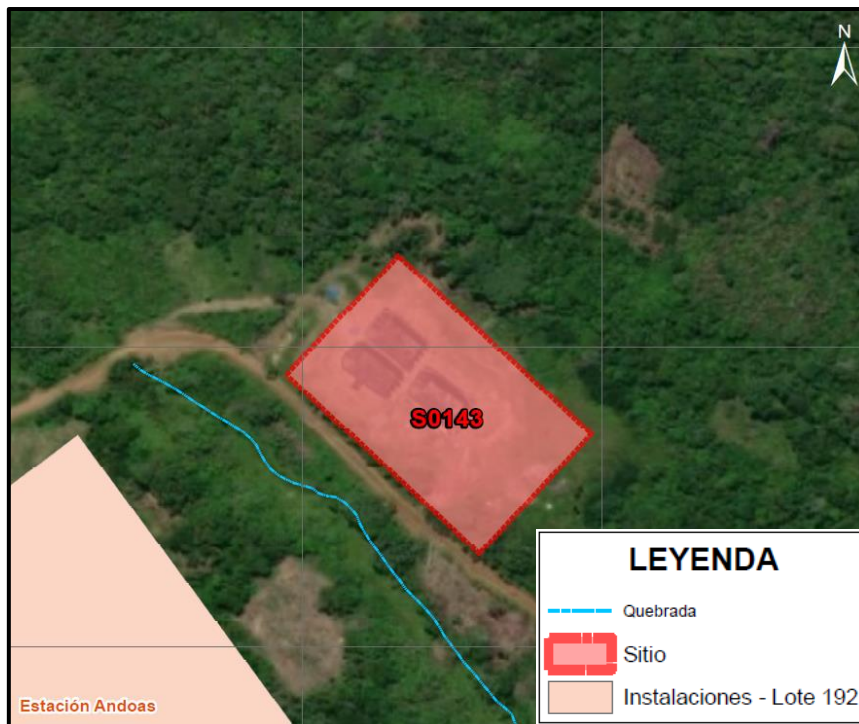 N
S0143
LEYENDA
Quebrada
Sitio
Instalaciones - Lote 192
Estación Andoas